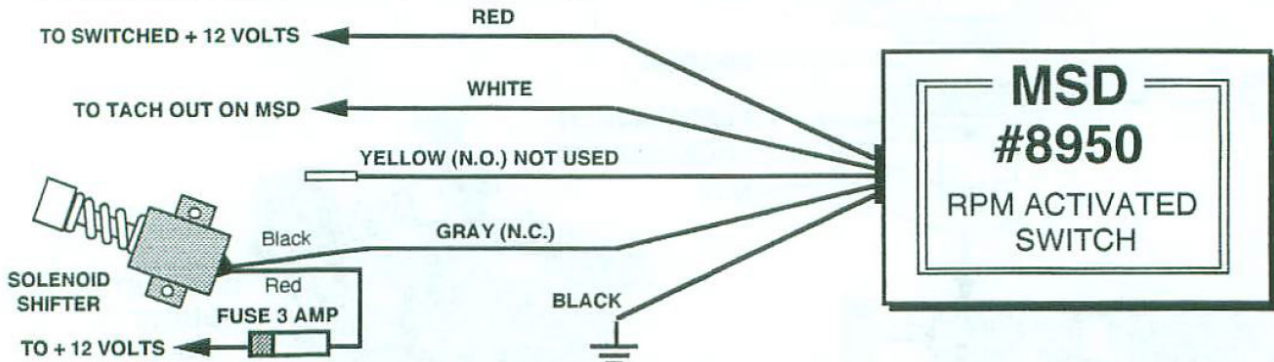 RED
TO SWITCHED + 12 VOLTS
WHITE
TO TACH OUT ON MSD
YELLOW (N.O.) NOT USED
Black
GRAY (N.C.)
Red
SOLENOID
SHIFTER
FUSE 3 AMP
TO + 12 VOLTS
BLACK
MSD
#8950
RPM ACTIVATED
SWITCH